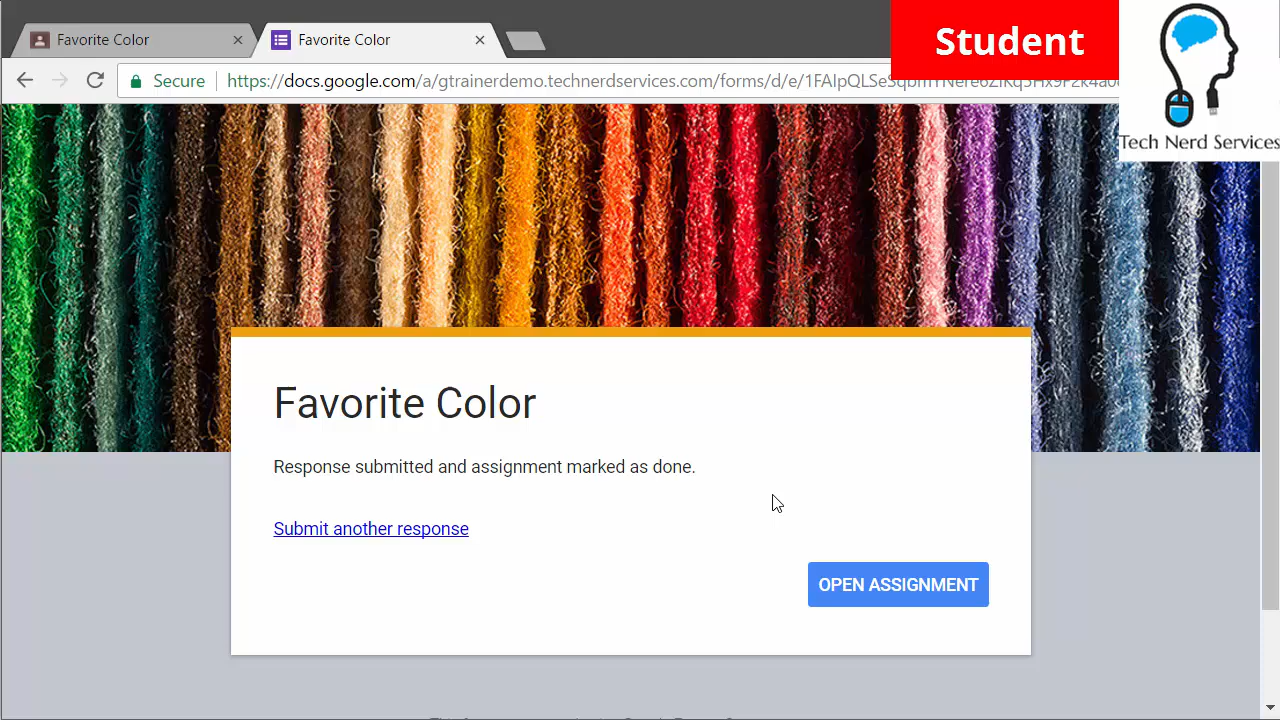 Favorite Color
Favorite Color
Student
Secure
https://docs.google.com/a/gtrainerdemo.technerdservices.com/forms/d/e/
Tech Nerd Services
Favorite Color
Response submitted and assignment marked as done.
Submit another response
OPEN ASSIGNMENT